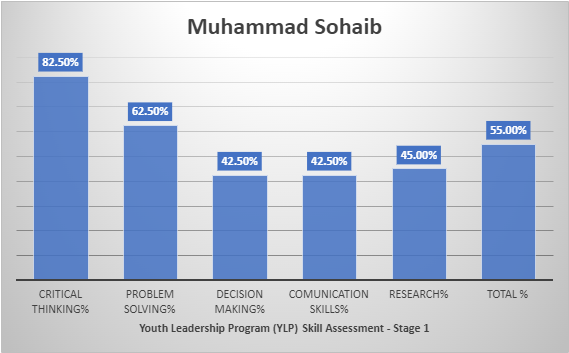 Muhammad Sohaib
82.50%
62.50%
42.50%
42.50%
45.00%
55.00%
CRITICAL
THINKING%
PROBLEM
SOLVING%
DECISION
MAKING%
COMUNICATION
SKILLS%
RESEARCH%
TOTAL %
Youth Leadership Program (YLP) Skill Assessment - Stage 1